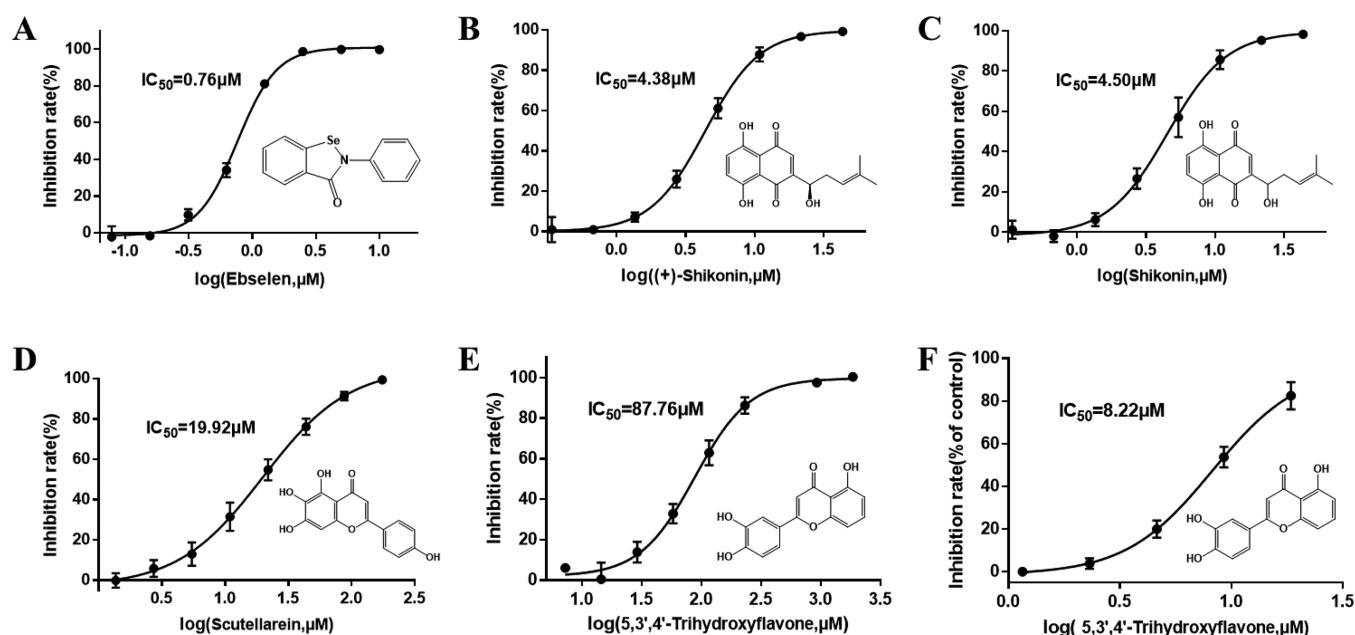 A
Inhibition rate(%)
100
80
60
40
20
0
IC50=0.76µM
Se
N
O
-1.0
-0.5
0.0
0.5
1.0
log(Ebselen,µM)
B
Inhibition rate(%)
100
80
60
40
20
0
IC50=4.38µM
OH
O
OH
O
OH
0.0
0.5
1.0
1.5
log((+)-Shikonin,µM)
C
Inhibition rate(%)
100
80
60
40
20
0
IC50=4.50µM
OH
O
OH
O
OH
0.0
0.5
1.0
1.5
log(Shikonin,µM)
D
Inhibition rate(%)
100
80
60
40
20
0
IC50=19.92µM
OH
O
HO
HO
O
OH
0.5
1.0
1.5
2.0
2.5
log(Scutellarein,µM)
E
Inhibition rate(%)
100
80
60
40
20
0
IC50=87.76µM
O
OH
HO
O
HO
1.0
1.5
2.0
2.5
3.0
3.5
log(5,3',4'-Trihydroxyflavone,µM)
F
Inhibition rate(%of control)
100
80
60
40
20
0
IC50=8.22µM
O
OH
HO
O
HO
0.0
0.5
1.0
1.5
log( 5,3',4'-Trihydroxyflavone,µM)